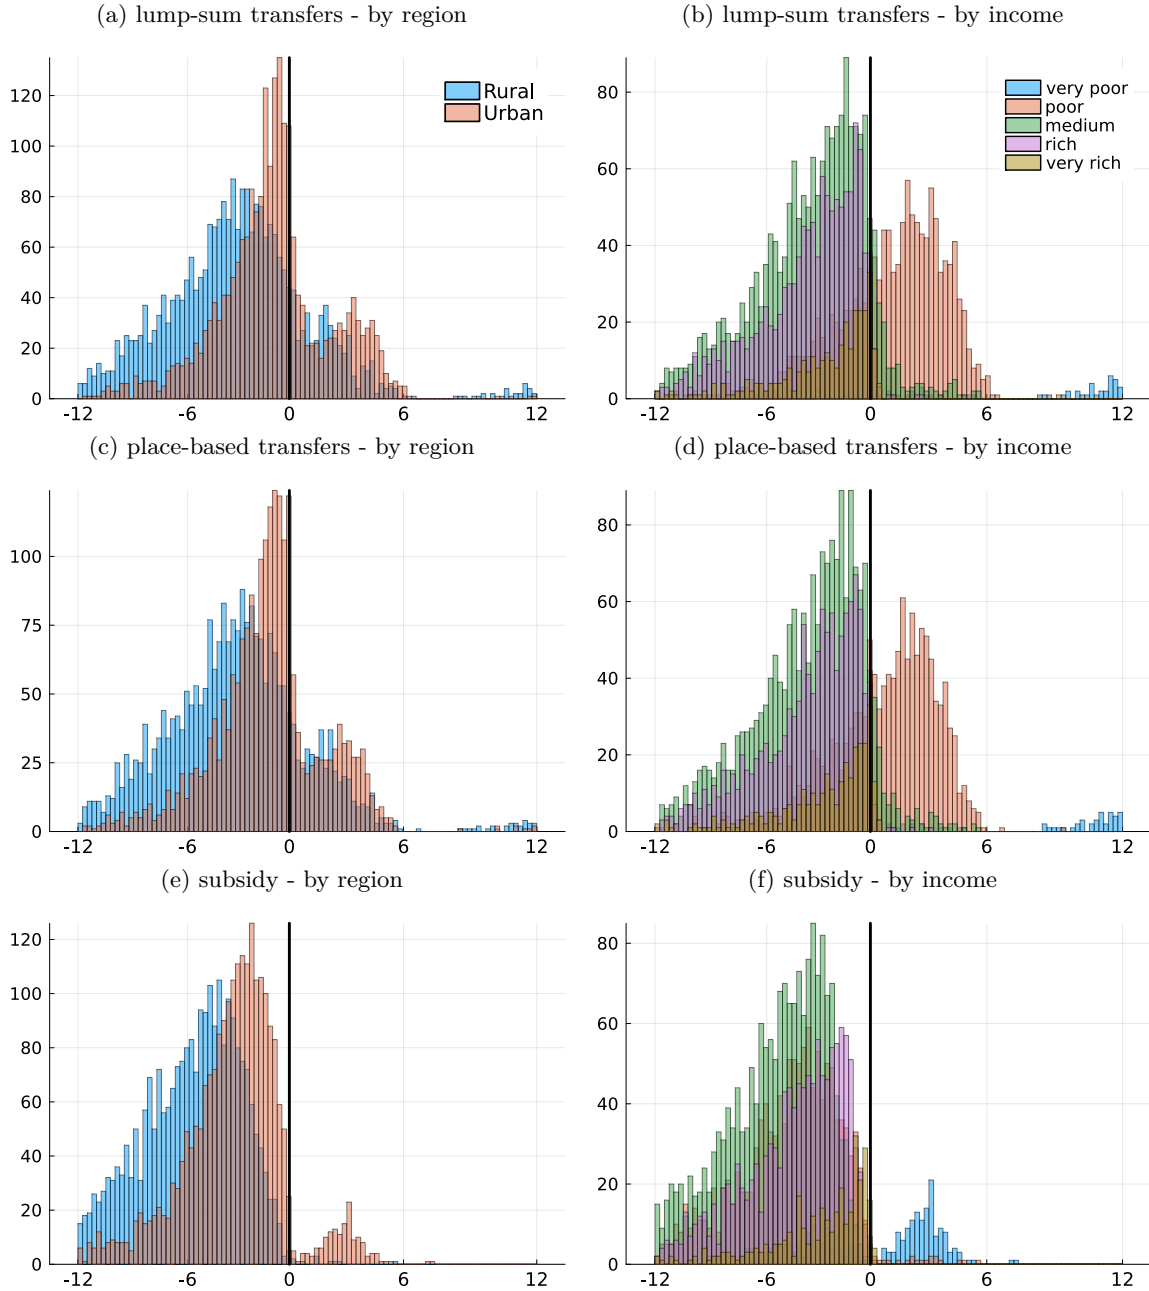 (a) lump-sum transfers - by region
(b) lump-sum transfers - by income
120
100
80
60
40
20
0
Rural
Urban
-12 -6 0 6 12
80
60
40
20
0
very poor
poor
medium
rich
very rich
-12 -6 0 6 12
(c) place-based transfers - by region
(d) place-based transfers - by income
100
75
50
25
0
-12 -6 0 6 12
80
60
40
20
0
-12 -6 0 6 12
(e) subsidy - by region
(f) subsidy - by income
120
100
80
60
40
20
0
-12 -6 0 6 12
80
60
40
20
0
-12 -6 0 6 12